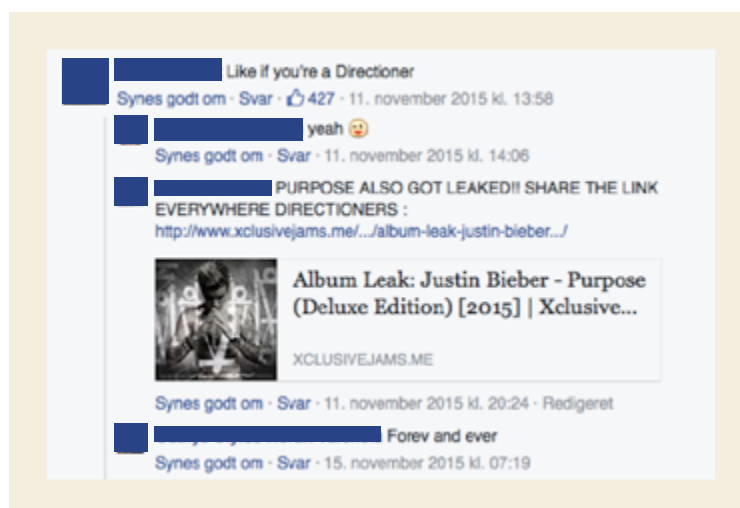 Like if you're a Directioner
Synes godt om · Svar · 427 · 11. november 2015 kl. 13:58
yeah
Synes godt om · Svar · 11. november 2015 kl. 14:06
PURPOSE ALSO GOT LEAKED!! SHARE THE LINK
EVERYWHERE DIRECTIONERS :
http://www.xclusivejams.me/.../album-leak-justin-bieber.../
Album Leak: Justin Bieber - Purpose
(Deluxe Edition) [2015] | Xclusive...
XCLUSIVEJAMS.ME
Synes godt om · Svar · 11. november 2015 kl. 20:24 · Redigeret
Forev and ever
Synes godt om · Svar · 15. november 2015 kl. 07:19